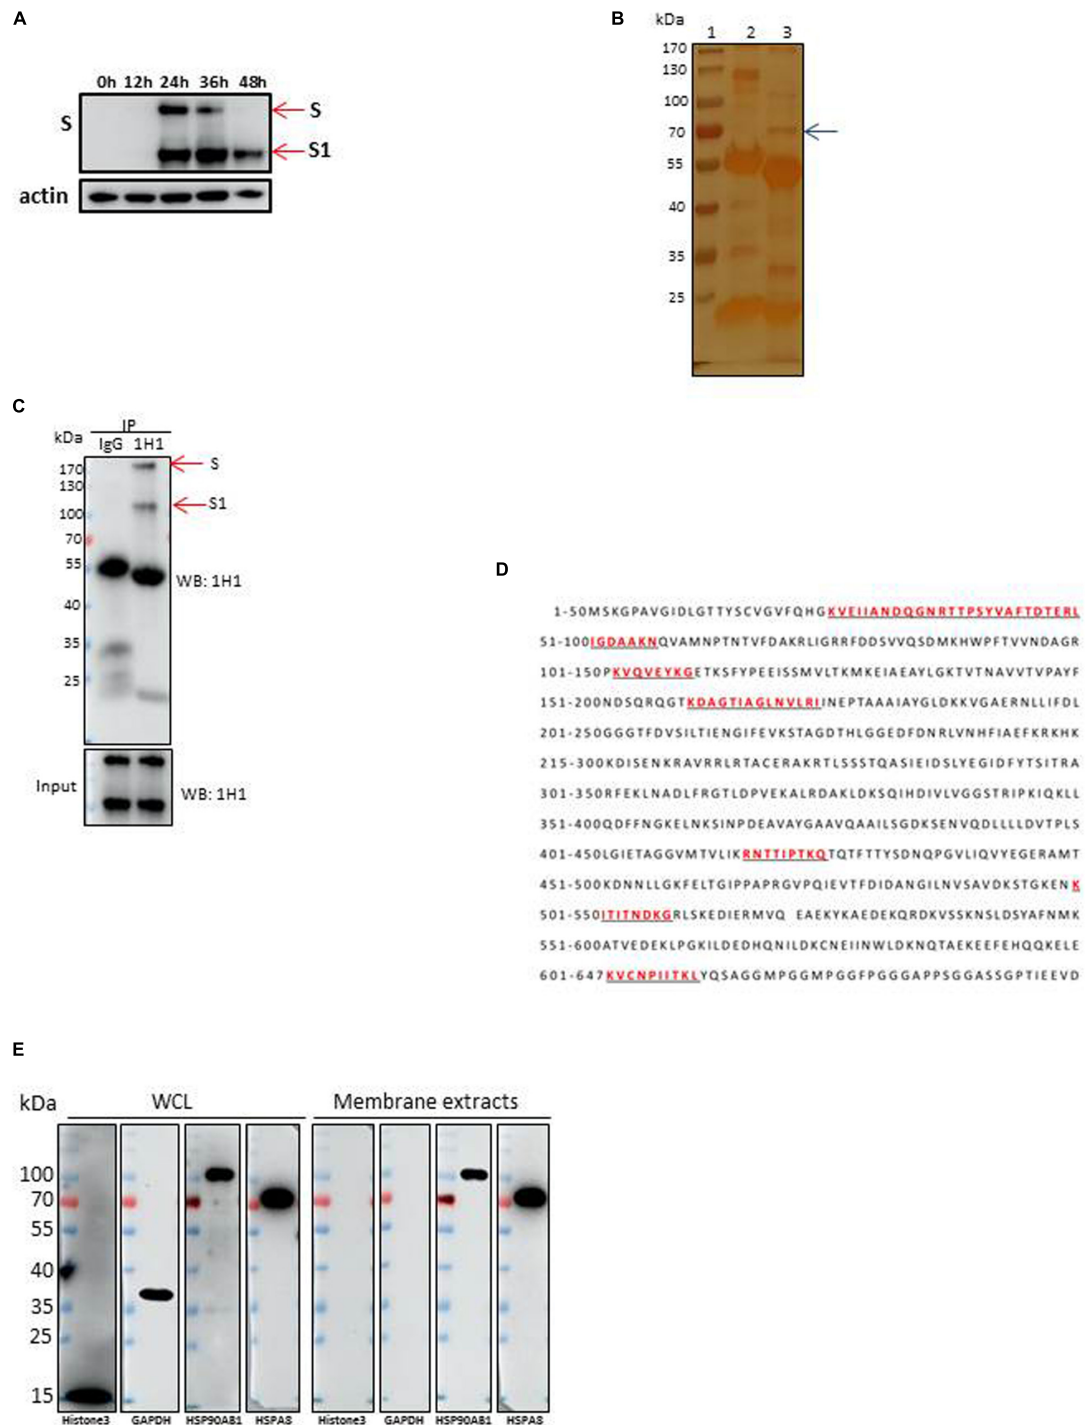 A
0h 12h 24h 36h 48h
S
S
S1
actin
B
kDa
1 2 3
170
130
100
70
55
40
35
25
C
IP
kDa
IgG 1H1
170
130
100
70
55
40
35
25
S
S1
WB: 1H1
Input
WB: 1H1
D
1-50MSKGPAVGIDLGTTYSCVGVFQHGKVEIIANDQGNRTTPSYVAFTDTERL
51-100IGDAAKNQVAMNPTNTVFDAKRLIGRRFDDSVVQSDMKHWPFTVVNDAGR
101-150PKVQVEYKGETKSFYPEEISSMVLTKMKEIAEAYLGKTVTNAVVTVPAYF
151-200NDSQRQGTKDAGTIAGLNVLRIINEPTAAAIAYGLDKKVGAERNLLIFDL
201-250GGGTFDVSILTIENGIFEVKSTAGDTHLGGEDFDNRLVNHFIAEFKRKHK
215-300KDISENKRAVRRLRTACERAKRTLSSSTQASIEIDSLYEGIDFYTSITRA
301-350RFEKLNADLFRGTLDPVEKALRDAKLDKSQIHDIVLVGGSTRIPKIQKLL
351-400QDFFNGKELNKSINPDEAVAYGAAVQAAILSGDKSENVQDLLLLDVTPLS
401-450LGIETAGGVMTVLIKRNTTIPTKQTQTFTTYSDNQPGVLIQVYEGERAMT
451-500KDNNLLGKFELTGIPPAPRGVPQIEVTFDIDANGILNVSAVDKSTGKENK
501-550ITITNDKGRLSKEDIERMVQ EAEKYKAEDEKQRDKVSSKNSLDSYAFNMK
551-600ATVEDEKLPGKILDEDHQNILDKCNEIINWLDKNQTAEKEEFEHQQKELE
601-647KVCNPIITKLYQSAGGMPGGMPGGFPGGGAPPSGGASSGPTIEEVD
E
kDa
WCL
Membrane extracts
100
70
55
40
35
25
15
Histone3 GAPDH HSP90AB1 HSPA8 Histone3 GAPDH HSP90AB1 HSPA8